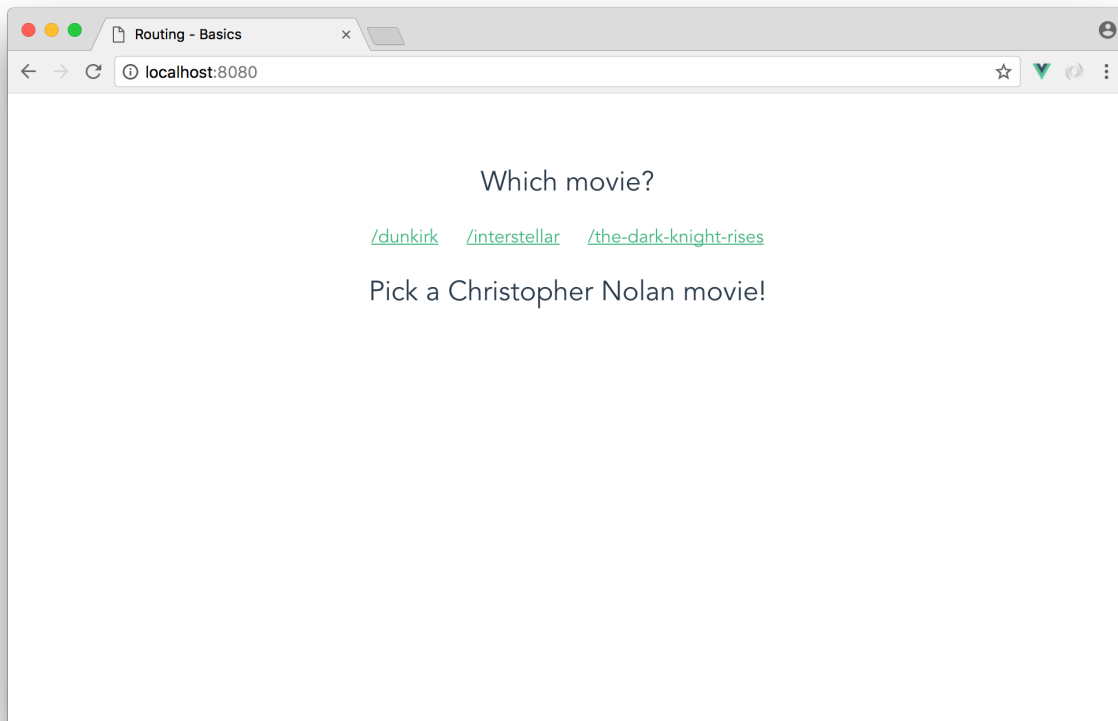 Routing - Basics
localhost:8080
Which movie?
/dunkirk /interstellar /the-dark-knight-rises
Pick a Christopher Nolan movie!